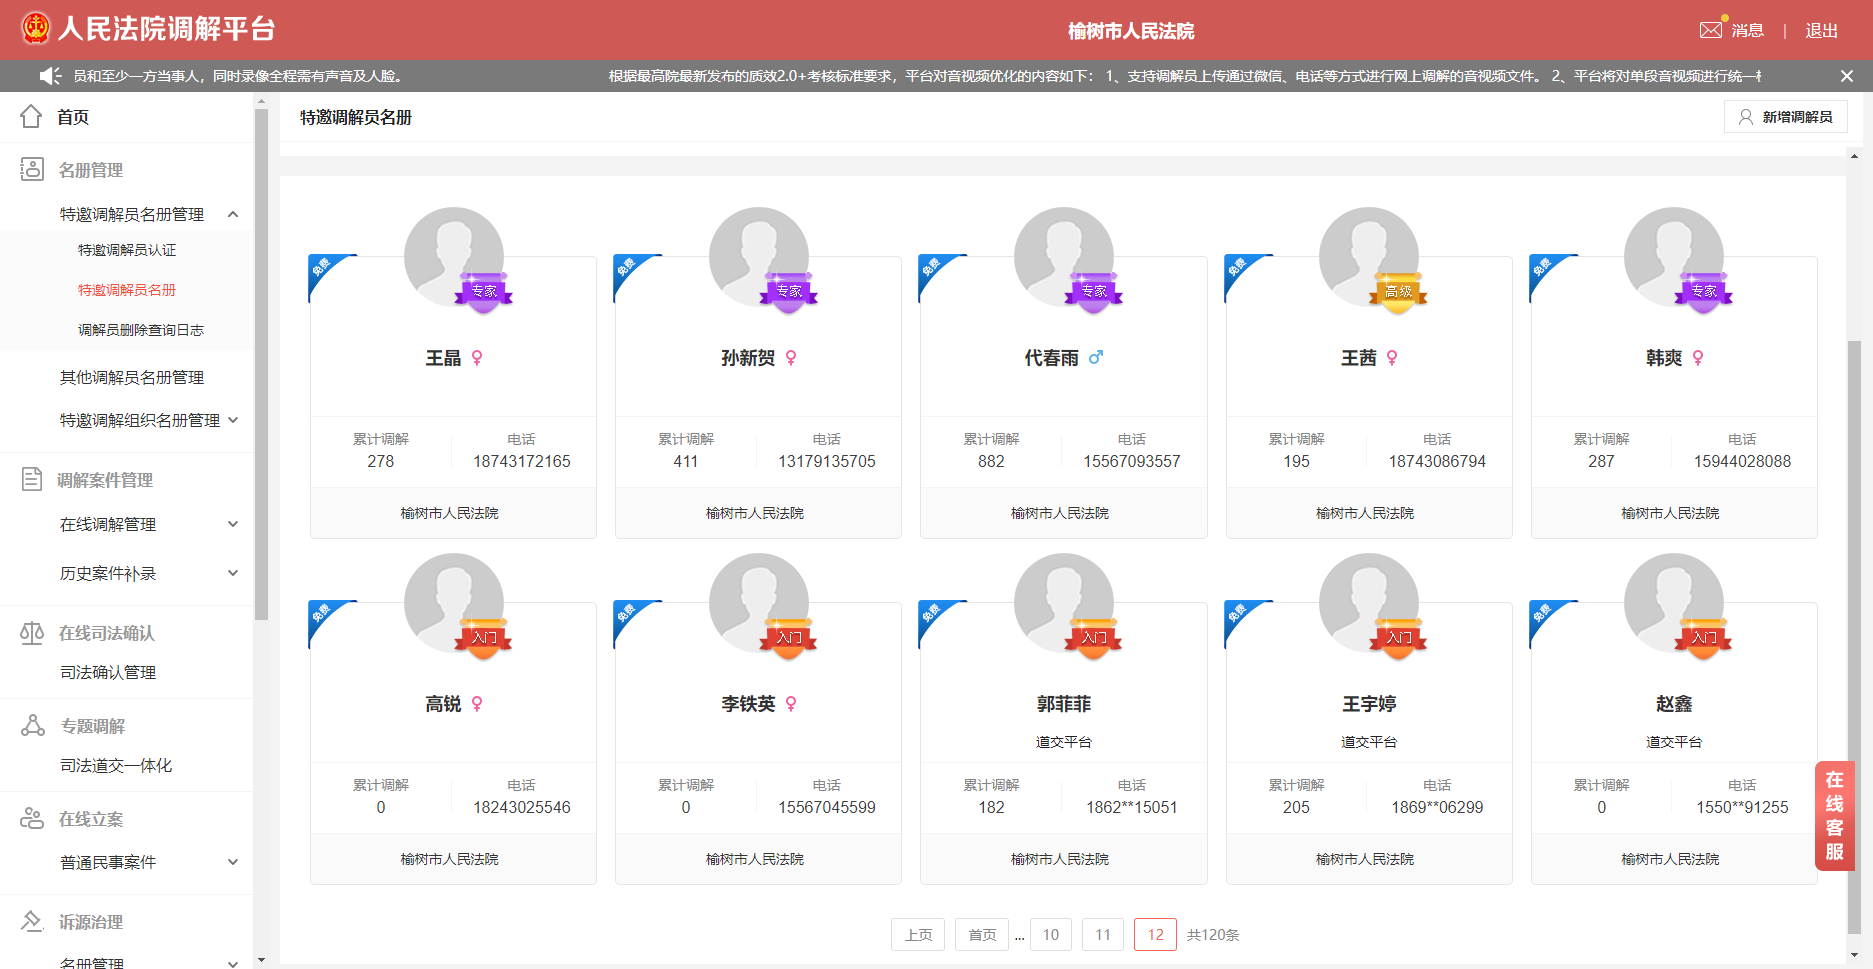 人民法院调解平台
榆树市人民法院
消息 | 退出
员和至少一方当事人，同时录像全程需有声音及人脸。
根据最高院最新发布的质效2.0+考核标准要求，平台对音视频优化的内容如下： 1、支持调解员上传通过微信、电话等方式进行网上调解的音视频文件。 2、平台将对单段音视频进行统一
首页
名册管理
特邀调解员名册管理
特邀调解员认证
特邀调解员名册
调解员删除查询日志
其他调解员名册管理
特邀调解组织名册管理
调解案件管理
在线调解管理
历史案件补录
在线司法确认
司法确认管理
专题调解
司法道交一体化
在线立案
普通民事案件
诉源治理
名册管理
特邀调解员名册
新增调解员
免费
专家
王晶
累计调解 电话
278 18743172165
榆树市人民法院
免费
专家
孙新贺
累计调解 电话
411 13179135705
榆树市人民法院
免费
专家
代春雨
累计调解 电话
882 15567093557
榆树市人民法院
免费
高级
王茜
累计调解 电话
195 18743086794
榆树市人民法院
免费
专家
韩爽
累计调解 电话
287 15944028088
榆树市人民法院
免费
入门
高锐
累计调解 电话
0 18243025546
榆树市人民法院
免费
入门
李铁英
累计调解 电话
0 15567045599
榆树市人民法院
免费
入门
郭菲菲
道交平台
累计调解 电话
182 1862**15051
榆树市人民法院
免费
入门
王宇婷
道交平台
累计调解 电话
205 1869**06299
榆树市人民法院
免费
入门
赵鑫
道交平台
累计调解 电话
0 1550**91255
榆树市人民法院
上页 首页 ... 10 11 12 共120条
在线客服